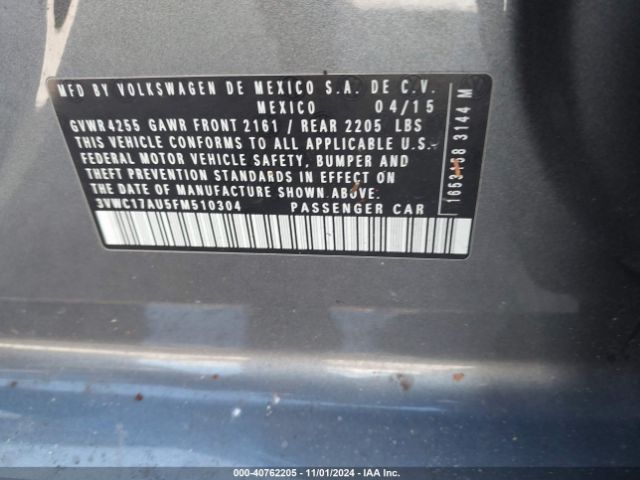 MFD BY VOLKSWAGEN DE MEXICO S.A. DE C.V.
MEXICO 04/15
GVWR 4255 GAWR FRONT 2161 / REAR 2205 LBS
THIS VEHICLE CONFORMS TO ALL APPLICABLE U.S.
FEDERAL MOTOR VEHICLE SAFETY, BUMPER AND
THEFT PREVENTION STANDARDS IN EFFECT ON
THE DATE OF MANUFACTURE SHOWN ABOVE.
3VWC17AU5FM510304 PASSENGER CAR
3144 M
000-40762205 - 11/01/2024 - IAA Inc.